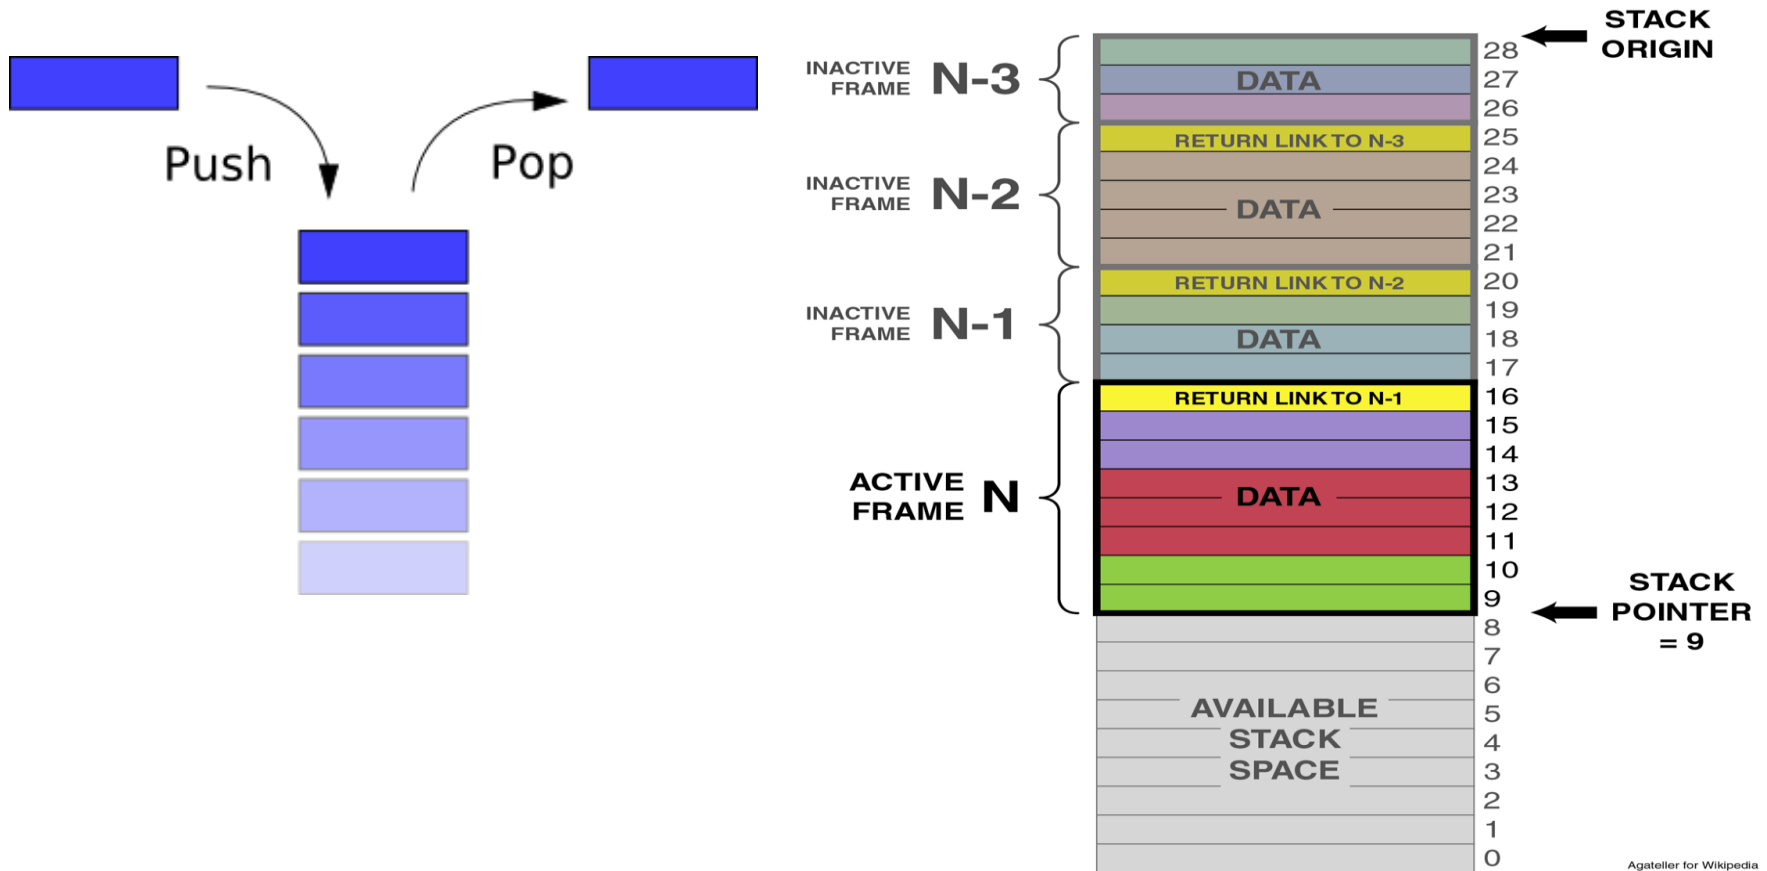 Push
Pop
STACK
ORIGIN
INACTIVE
FRAME
N-3
DATA
28
27
26
INACTIVE
FRAME
N-2
RETURN LINK TO N-3
DATA
25
24
23
22
21
INACTIVE
FRAME
N-1
RETURN LINK TO N-2
DATA
20
19
18
17
ACTIVE
FRAME
N
RETURN LINK TO N-1
DATA
16
15
14
13
12
11
10
9
STACK
POINTER
= 9
AVAILABLE
STACK
SPACE
8
7
6
5
4
3
2
1
0
Agateller for Wikipedia